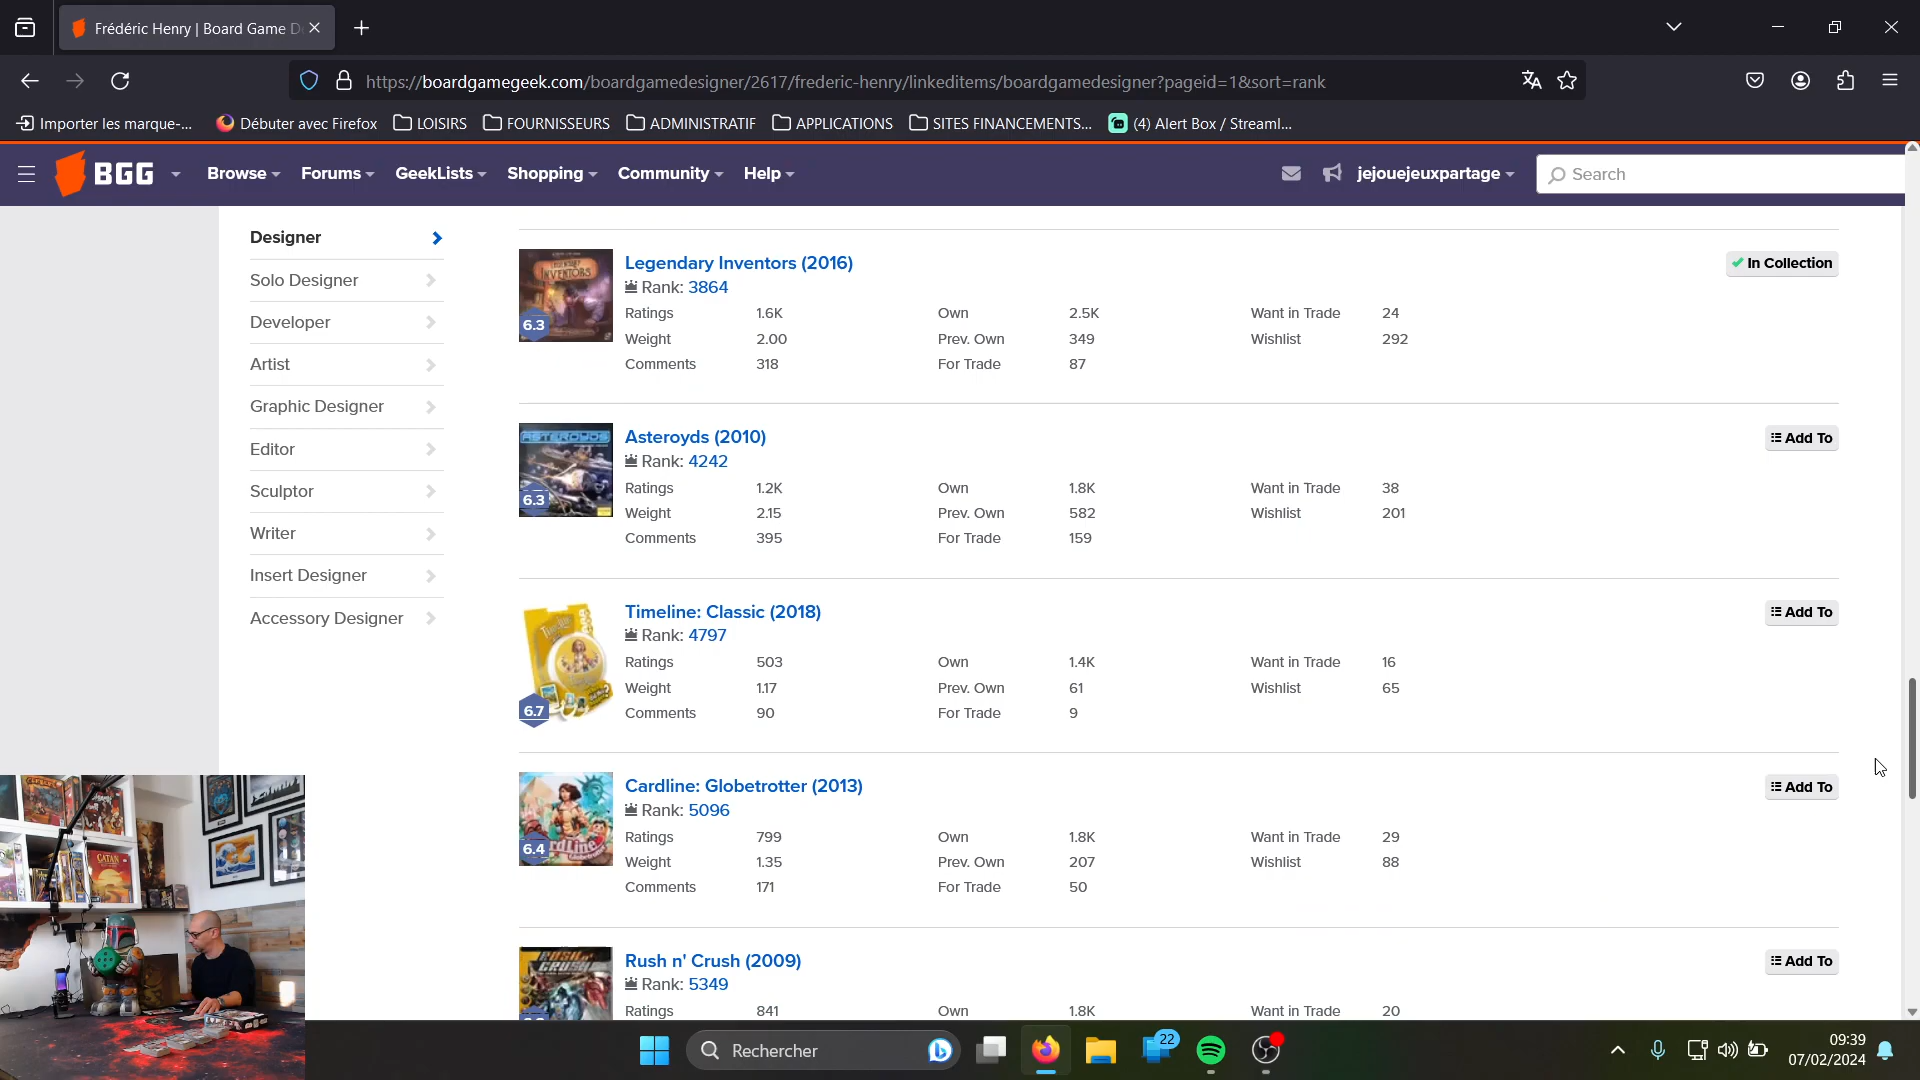 Frédéric Henry | Board Game D
https://boardgamegeek.com/boardgamedesigner/2617/frederic-henry/linkeditems/boardgamedesigner?pageid=1&sort=rank
Importer les marque-... Débuter avec Firefox LOISIRS FOURNISSEURS ADMINISTRATIF APPLICATIONS SITES FINANCEMENTS... (4) Alert Box / Streaml...
BGG Browse Forums GeekLists Shopping Community Help jejouejeuxpartage Search
Designer
Solo Designer
Developer
Artist
Graphic Designer
Editor
Sculptor
Writer
Insert Designer
Accessory Designer
INVENTORS
6.3
Legendary Inventors (2016)
In Collection
Rank: 3864
Ratings 1.6K Own 2.5K Want in Trade 24
Weight 2.00 Prev. Own 349 Wishlist 292
Comments 318 For Trade 87
ASTEROYDS
6.3
Asteroyds (2010)
Add To
Rank: 4242
Ratings 1.2K Own 1.8K Want in Trade 38
Weight 2.15 Prev. Own 582 Wishlist 201
Comments 395 For Trade 159
6.7
Timeline: Classic (2018)
Add To
Rank: 4797
Ratings 503 Own 1.4K Want in Trade 16
Weight 1.17 Prev. Own 61 Wishlist 65
Comments 90 For Trade 9
6.4
Cardline: Globetrotter (2013)
Add To
Rank: 5096
Ratings 799 Own 1.8K Want in Trade 29
Weight 1.35 Prev. Own 207 Wishlist 88
Comments 171 For Trade 50
RUSH N' CRUSH
Rush n' Crush (2009)
Add To
Rank: 5349
Ratings 841 Own 1.8K Want in Trade 20
CATAN
Rechercher
22
09:39
07/02/2024